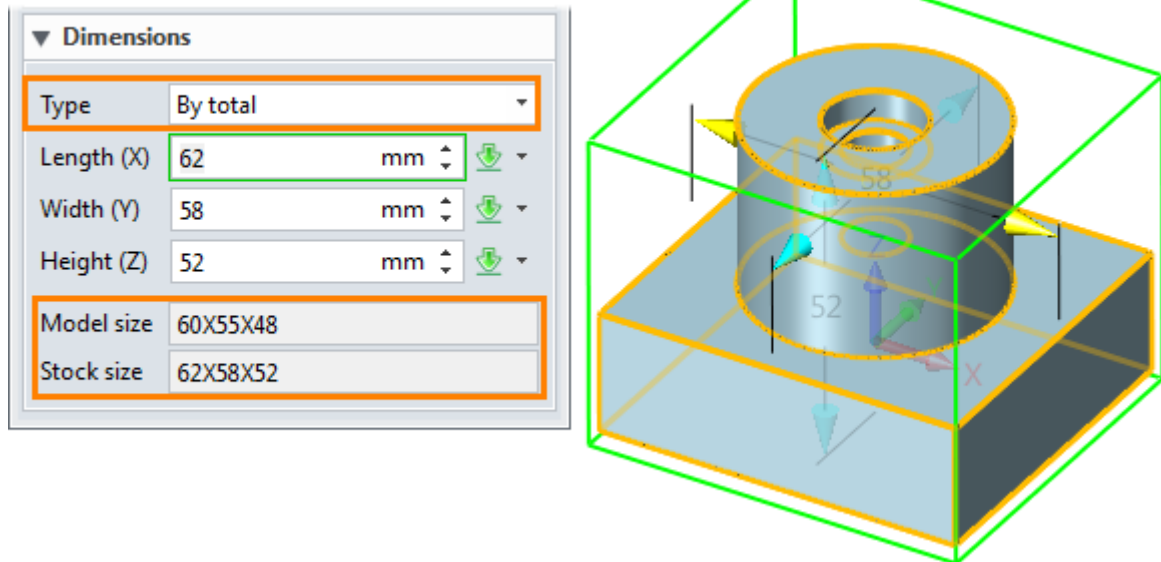 Dimensions
Type By total
Length (X) 62 mm
Width (Y) 58 mm
Height (Z) 52 mm
Model size 60X55X48
Stock size 62X58X52
58
Z
52
X